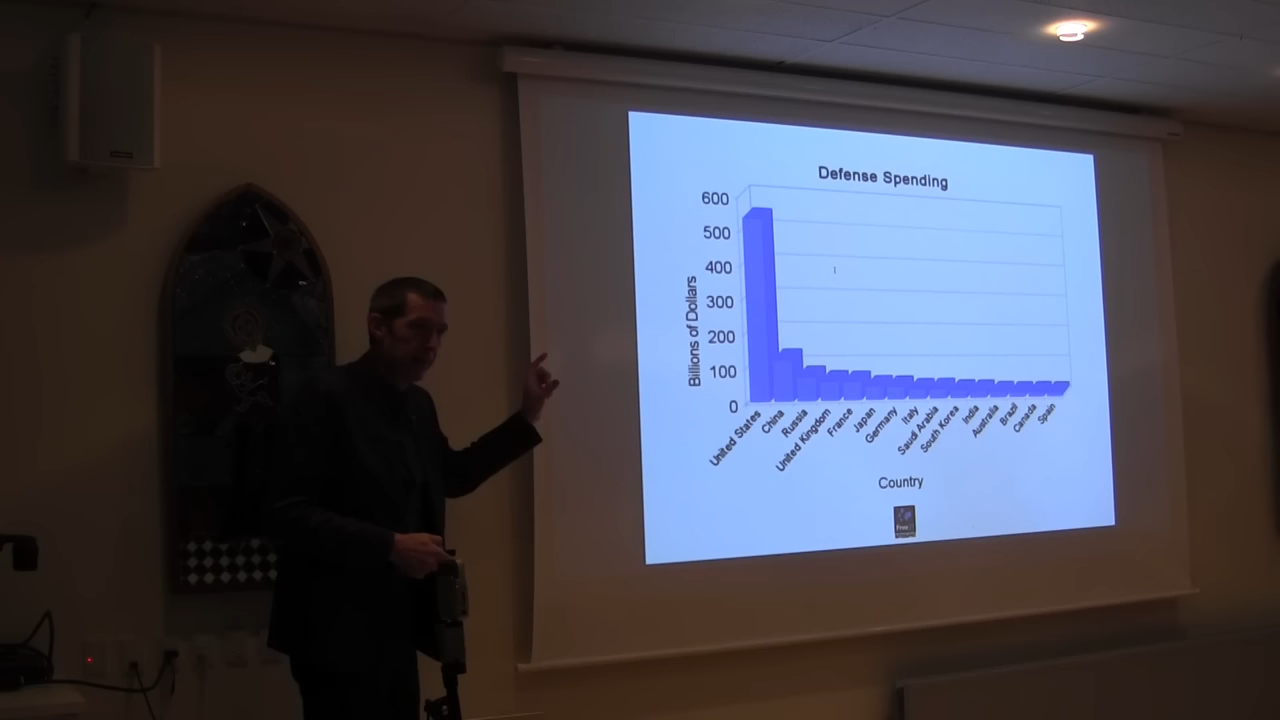 Defense Spending
600
500
400
300
200
100
0
Billions of Dollars
United States
China
Russia
United Kingdom
France
Japan
Germany
Italy
Saudi Arabia
South Korea
India
Australia
Brazil
Canada
Spain
Country
Free